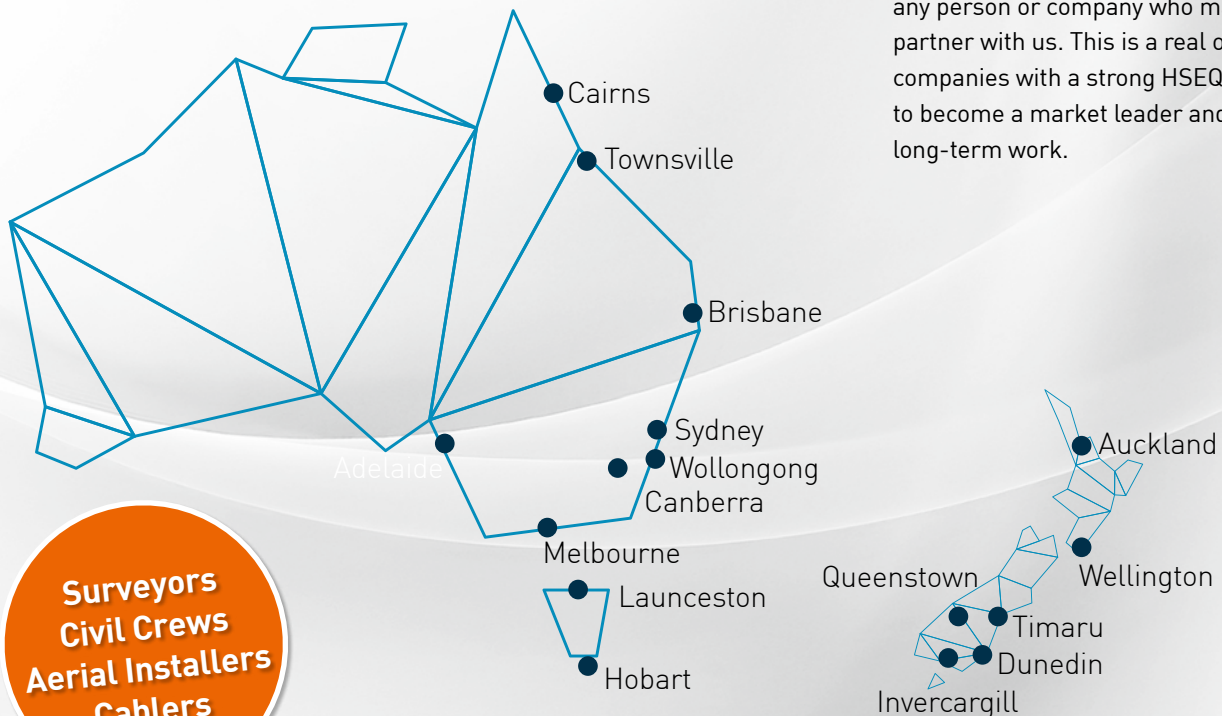 any person or company who m
partner with us. This is a real o
companies with a strong HSEQ
to become a market leader and
long-term work.
Cairns
Townsville
Brisbane
Sydney
Adelaide
Wollongong
Canberra
Melbourne
Launceston
Hobart
Auckland
Wellington
Queenstown
Timaru
Dunedin
Invercargill
Surveyors
Civil Crews
Aerial Installers
Cablers